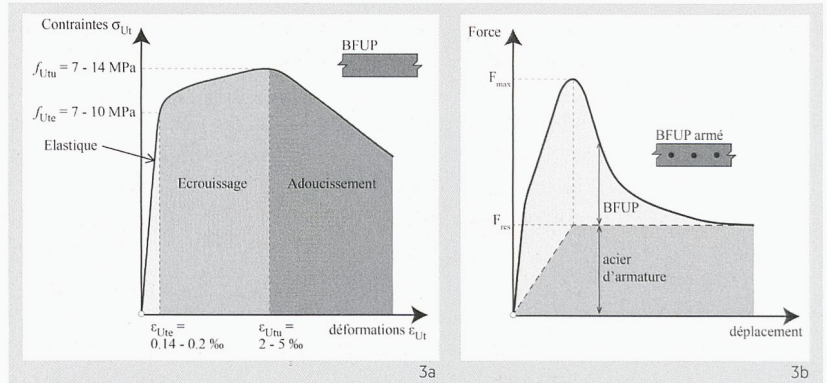 Contraintes σUt
fUtu = 7 - 14 MPa
fUte = 7 - 10 MPa
Elastique
BFUP
Ecrouissage
Adoucissement
εUte =
0.14 - 0.2 ‰
εUtu =
2 - 5 ‰
déformations εUt
3a
Force
Fmax
BFUP armé
BFUP
Fres
acier
d'armature
déplacement
3b